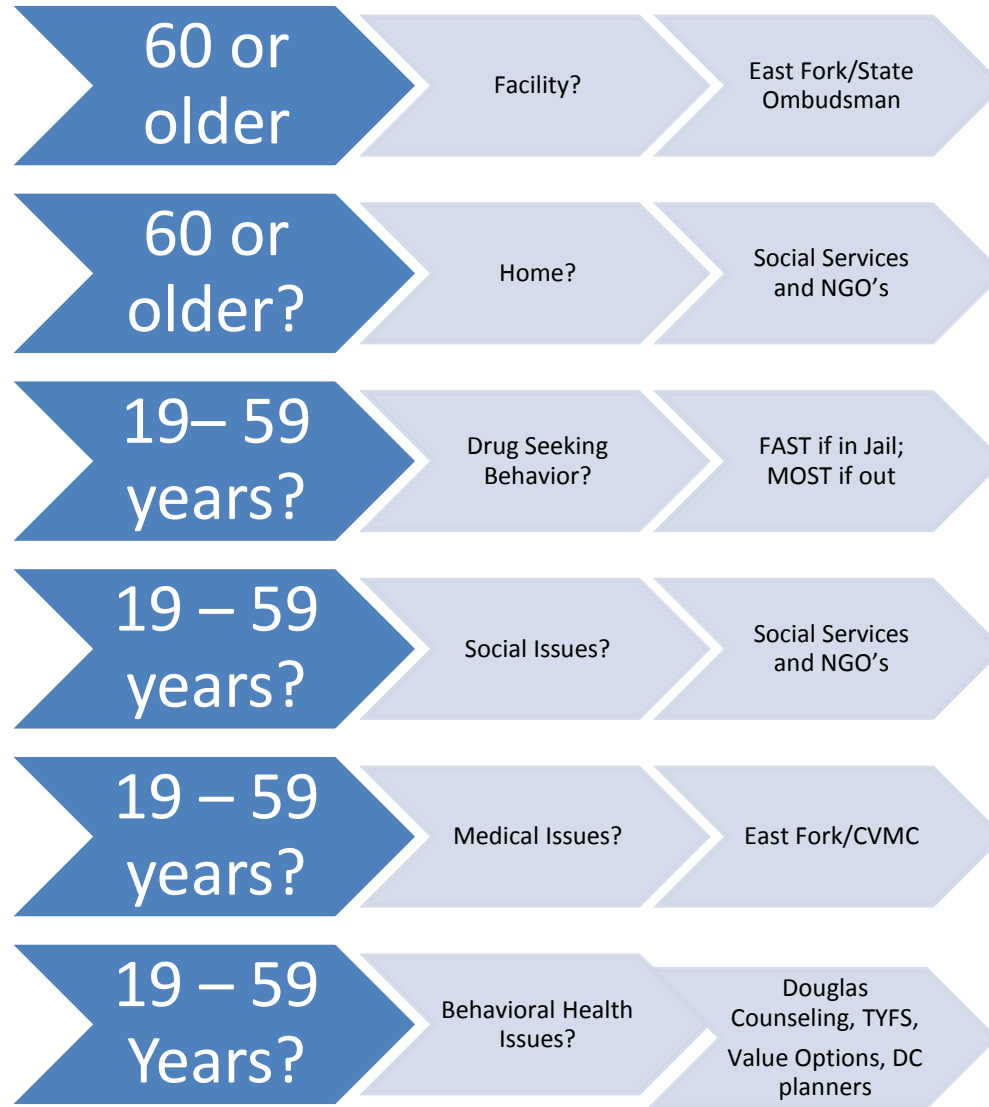 60 or
older
Facility?
East Fork/State
Ombudsman
60 or
older?
Home?
Social Services
and NGO’s
19– 59
years?
Drug Seeking
Behavior?
FAST if in Jail;
MOST if out
19 – 59
years?
Social Issues?
Social Services
and NGO’s
19 – 59
years?
Medical Issues?
East Fork/CVMC
19 – 59
Years?
Behavioral Health
Issues?
Douglas
Counseling, TYFS,
Value Options, DC
planners